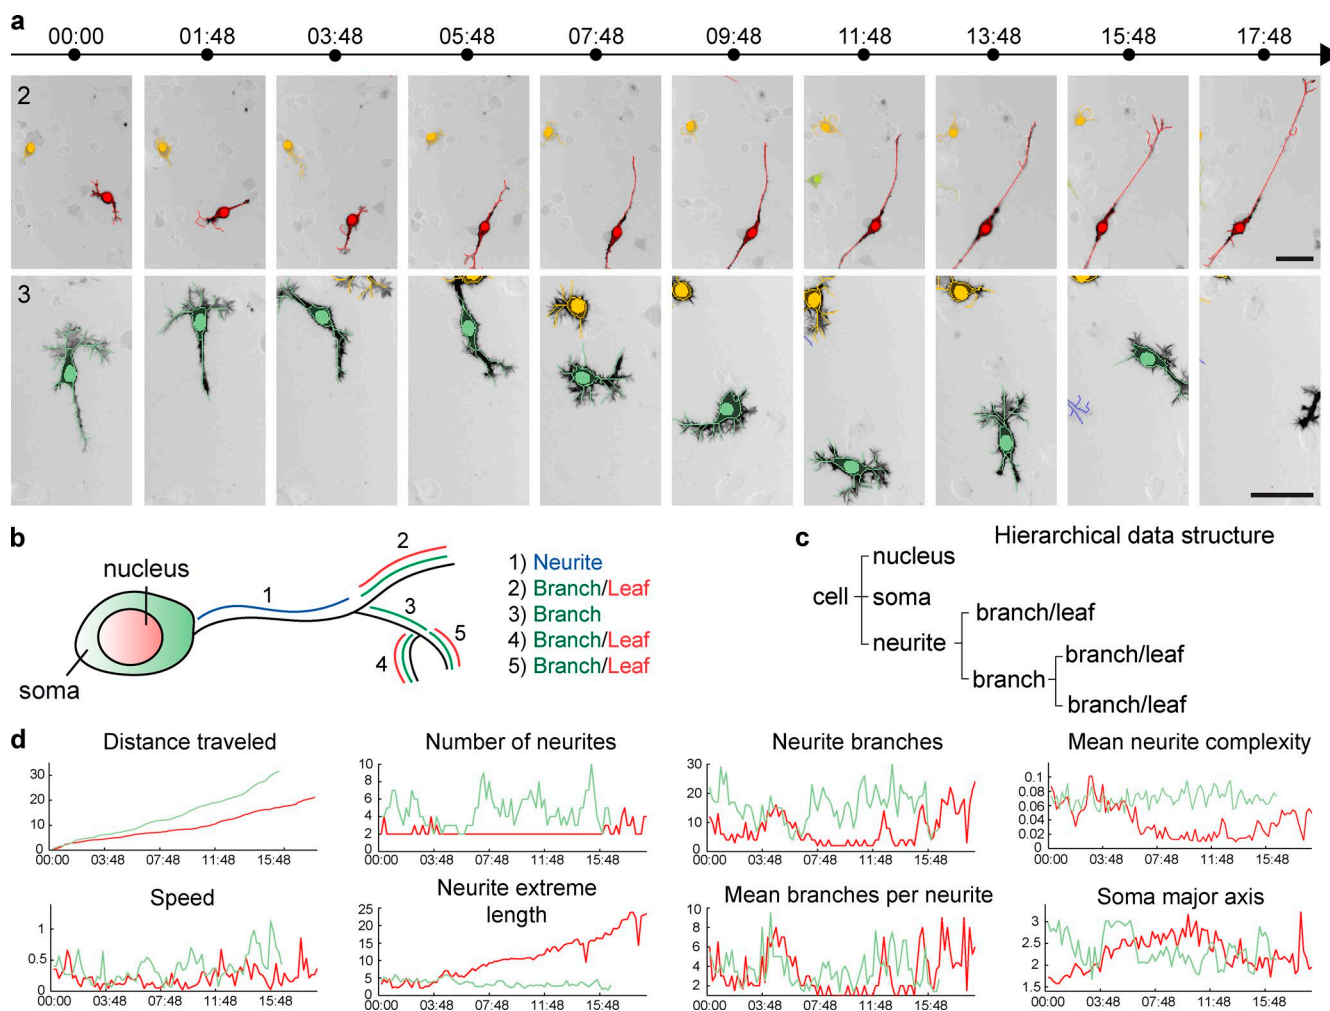 a
00:00 01:48 03:48 05:48 07:48 09:48 11:48 13:48 15:48 17:48
2
3
b
nucleus
soma
1
2
3
4
5
1) Neurite
2) Branch/Leaf
3) Branch
4) Branch/Leaf
5) Branch/Leaf
c
Hierarchical data structure
cell
nucleus
soma
neurite
branch/leaf
branch
branch/leaf
branch/leaf
d
Distance traveled
30
20
10
0
00:00 03:48 07:48 11:48 15:48
Number of neurites
10
8
6
4
2
0
00:00 03:48 07:48 11:48 15:48
Neurite branches
30
20
10
0
00:00 03:48 07:48 11:48 15:48
Mean neurite complexity
0.1
0.08
0.06
0.04
0.02
0
00:00 03:48 07:48 11:48 15:48
Speed
1
0.5
0
00:00 03:48 07:48 11:48 15:48
Neurite extreme
length
25
20
15
10
5
0
00:00 03:48 07:48 11:48 15:48
Mean branches per neurite
10
8
6
4
2
00:00 03:48 07:48 11:48 15:48
Soma major axis
3
2.5
2
1.5
00:00 03:48 07:48 11:48 15:48